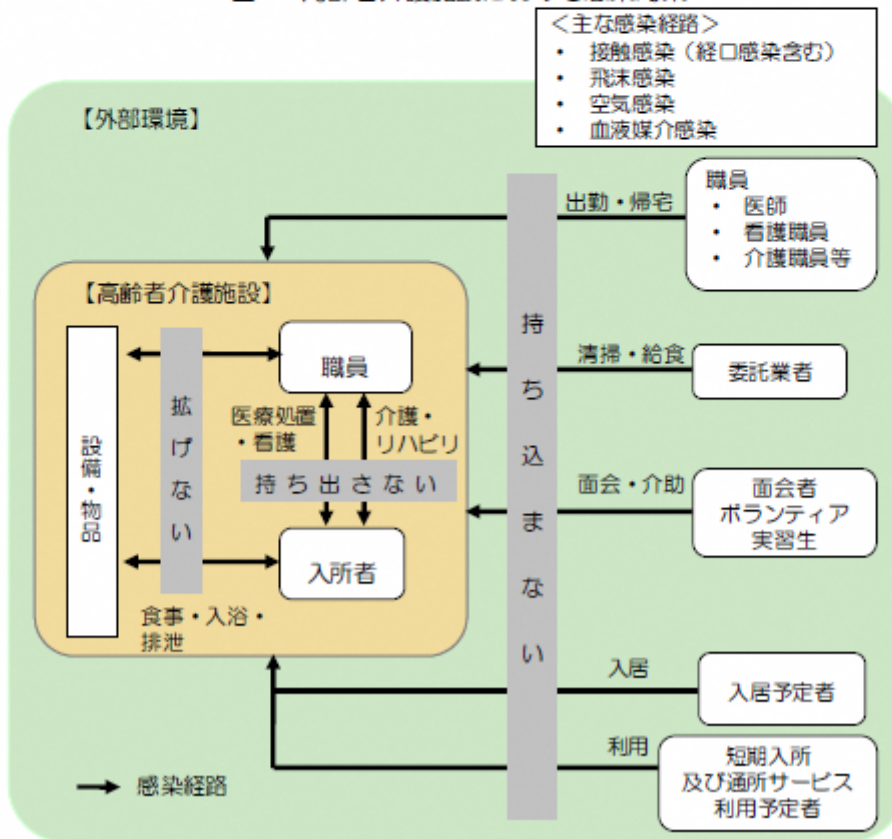 ＜主な感染経路＞
・ 接触感染（経口感染含む）
・ 飛沫感染
・ 空気感染
・ 血液媒介感染
【外部環境】
職員
・ 医師
・ 看護職員
・ 介護職員等
出勤・帰宅
【高齢者介護施設】
持ち込まない
職員
清掃・給食
委託業者
拡げない
医療処置
・看護
介護・
リハビリ
設備・物品
持ち出さない
面会・介助
面会者
ボランティア
実習生
入所者
食事・入浴・
排泄
入居
入居予定者
利用
短期入所
及び通所サービス
利用予定者
感染経路